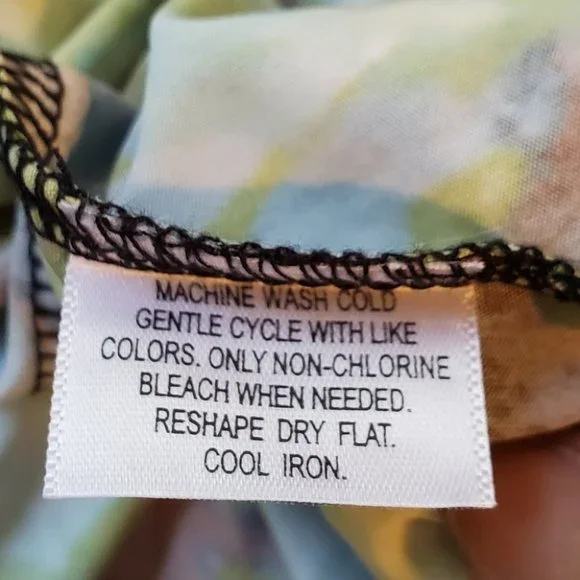 MACHINE WASH COLD
GENTLE CYCLE WITH LIKE
COLORS. ONLY NON-CHLORINE
BLEACH WHEN NEEDED.
RESHAPE DRY FLAT.
COOL IRON.